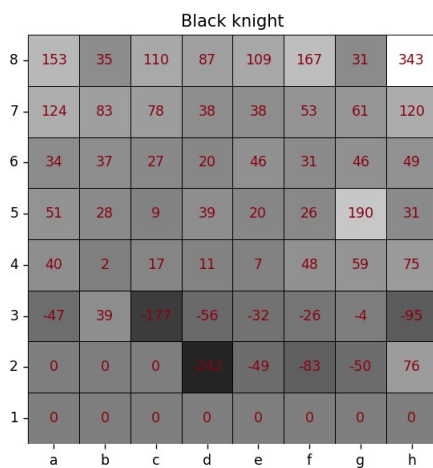 Black knight
8 153 35 110 87 109 167 31 343
7 124 83 78 38 38 53 61 120
6 34 37 27 20 46 31 46 49
5 51 28 9 39 20 26 190 31
4 40 2 17 11 7 48 59 75
3 -47 39 -177 -56 -32 -26 -4 -95
2 0 0 0 -242 -49 -83 -50 76
1 0 0 0 0 0 0 0 0
a b c d e f g h